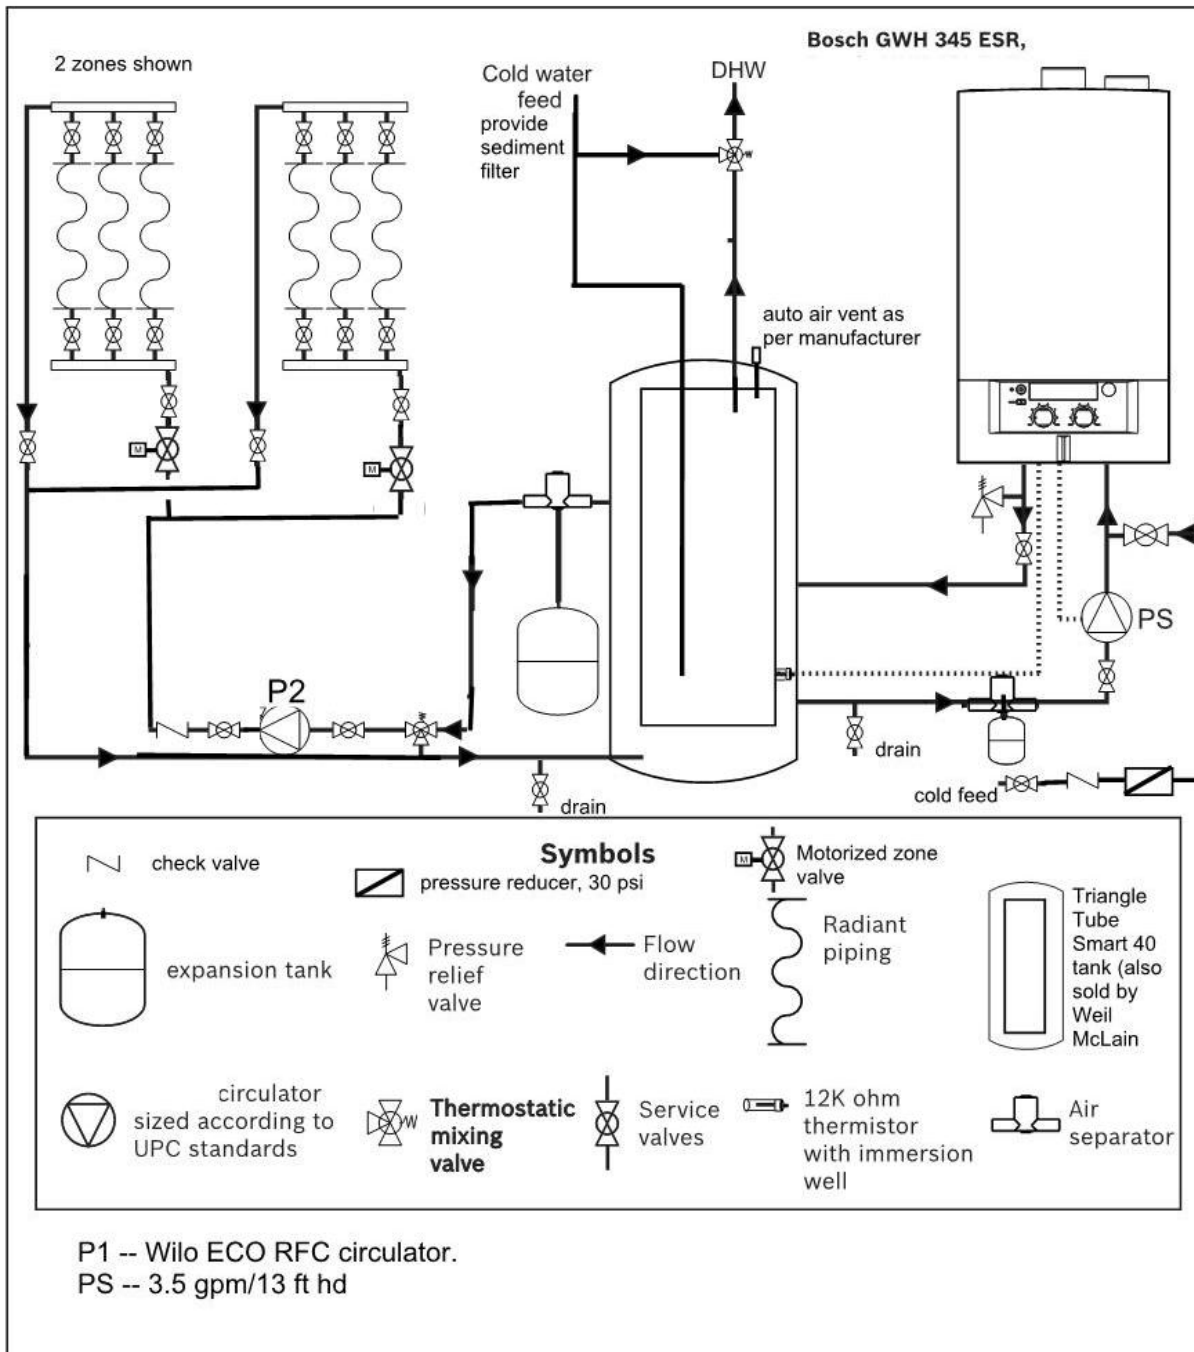 Bosch GWH 345 ESR,
2 zones shown
Cold water
feed
provide
sediment
filter
DHW
auto air vent as
per manufacturer
M
M
PS
P2
drain
drain
cold feed
Symbols
check valve
pressure reducer, 30 psi
M
Motorized zone
valve
expansion tank
Pressure
relief
valve
Flow
direction
Radiant
piping
Triangle
Tube
Smart 40
tank (also
sold by
Weil
McLain
circulator
sized according to
UPC standards
Thermostatic
mixing
valve
Service
valves
12K ohm
thermistor
with immersion
well
Air
separator
P1 -- Wilo ECO RFC circulator.
PS -- 3.5 gpm/13 ft hd